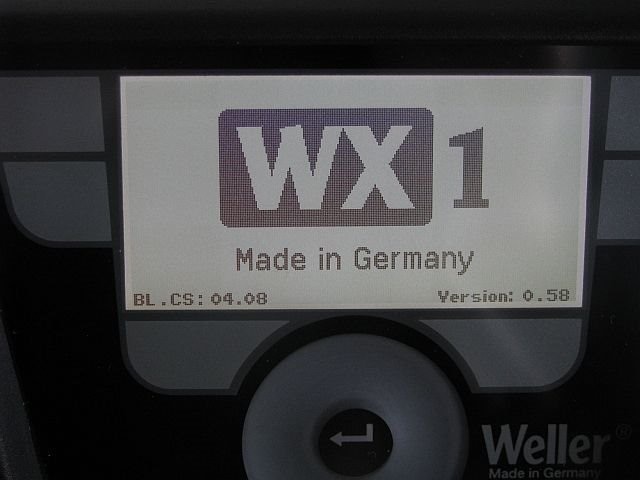 WX 1
Made in Germany
BL.CS: 04.08 Version: 0.58
Weller®
Made in Germany